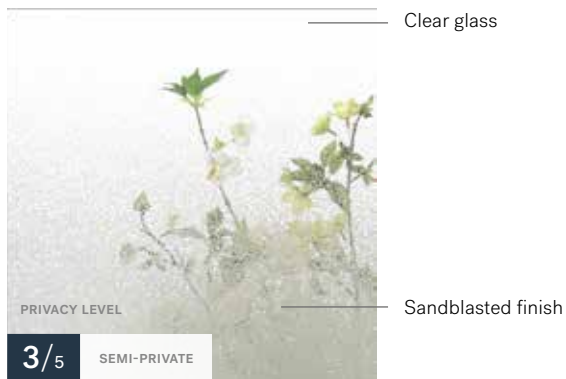 Clear glass
Sandblasted finish
PRIVACY LEVEL
3/5
SEMI-PRIVATE